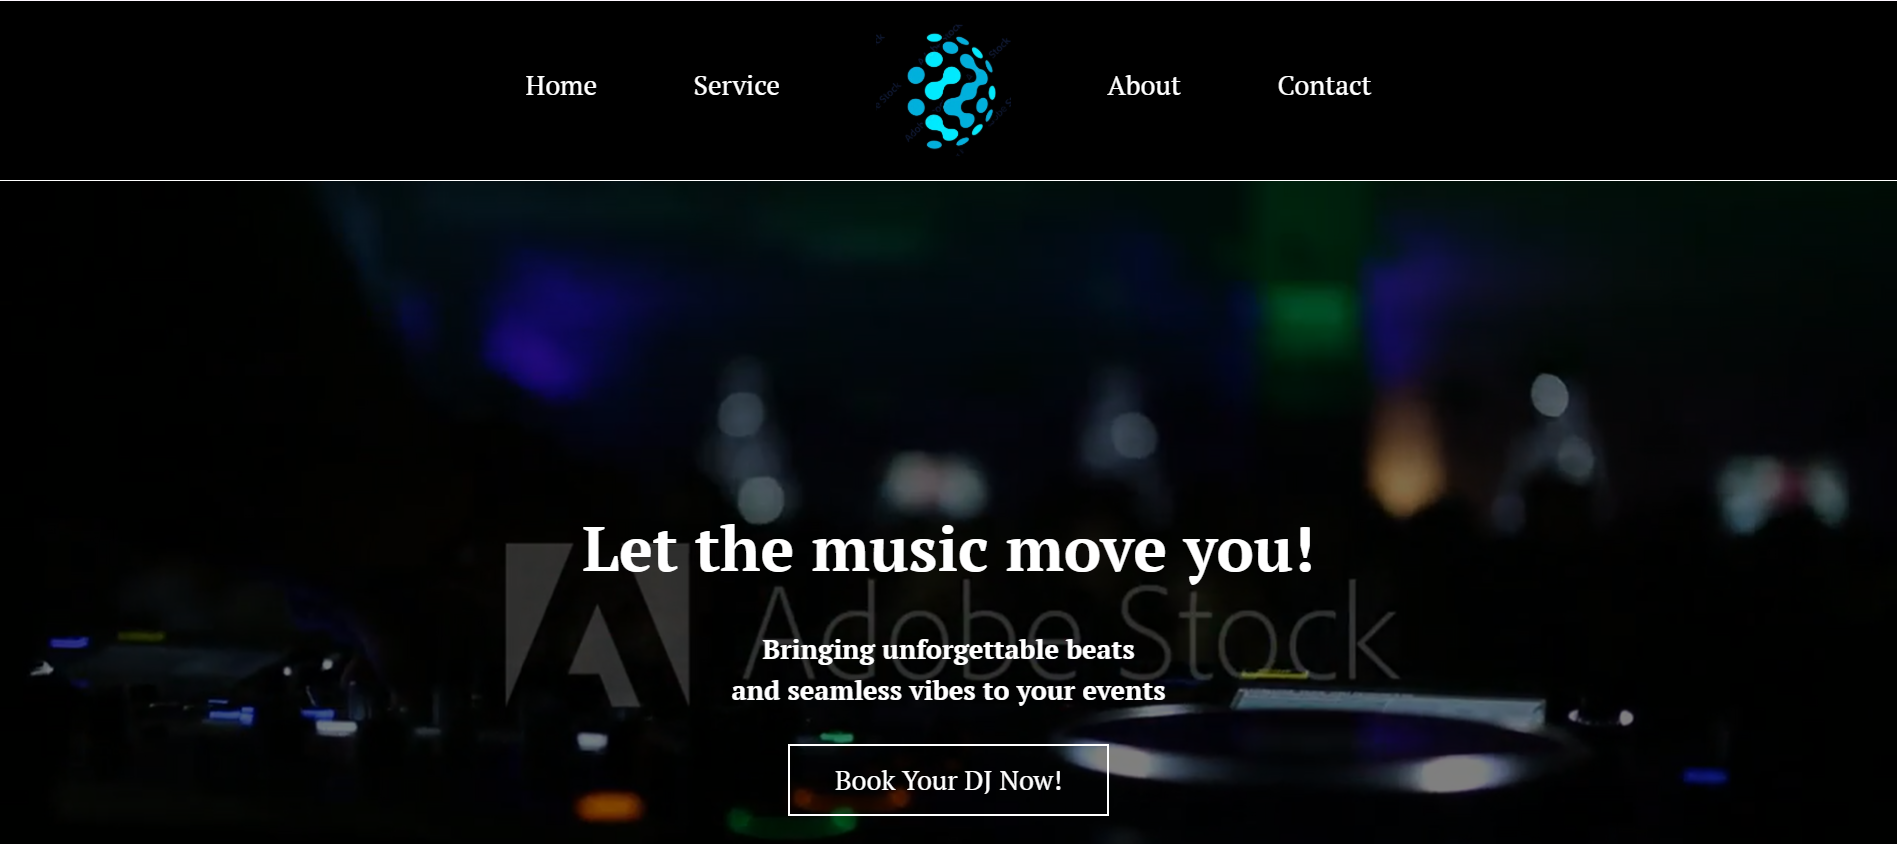 Home Service About Contact
Let the music move you!
Adobe Stock
Bringing unforgettable beats
and seamless vibes to your events
Book Your DJ Now!